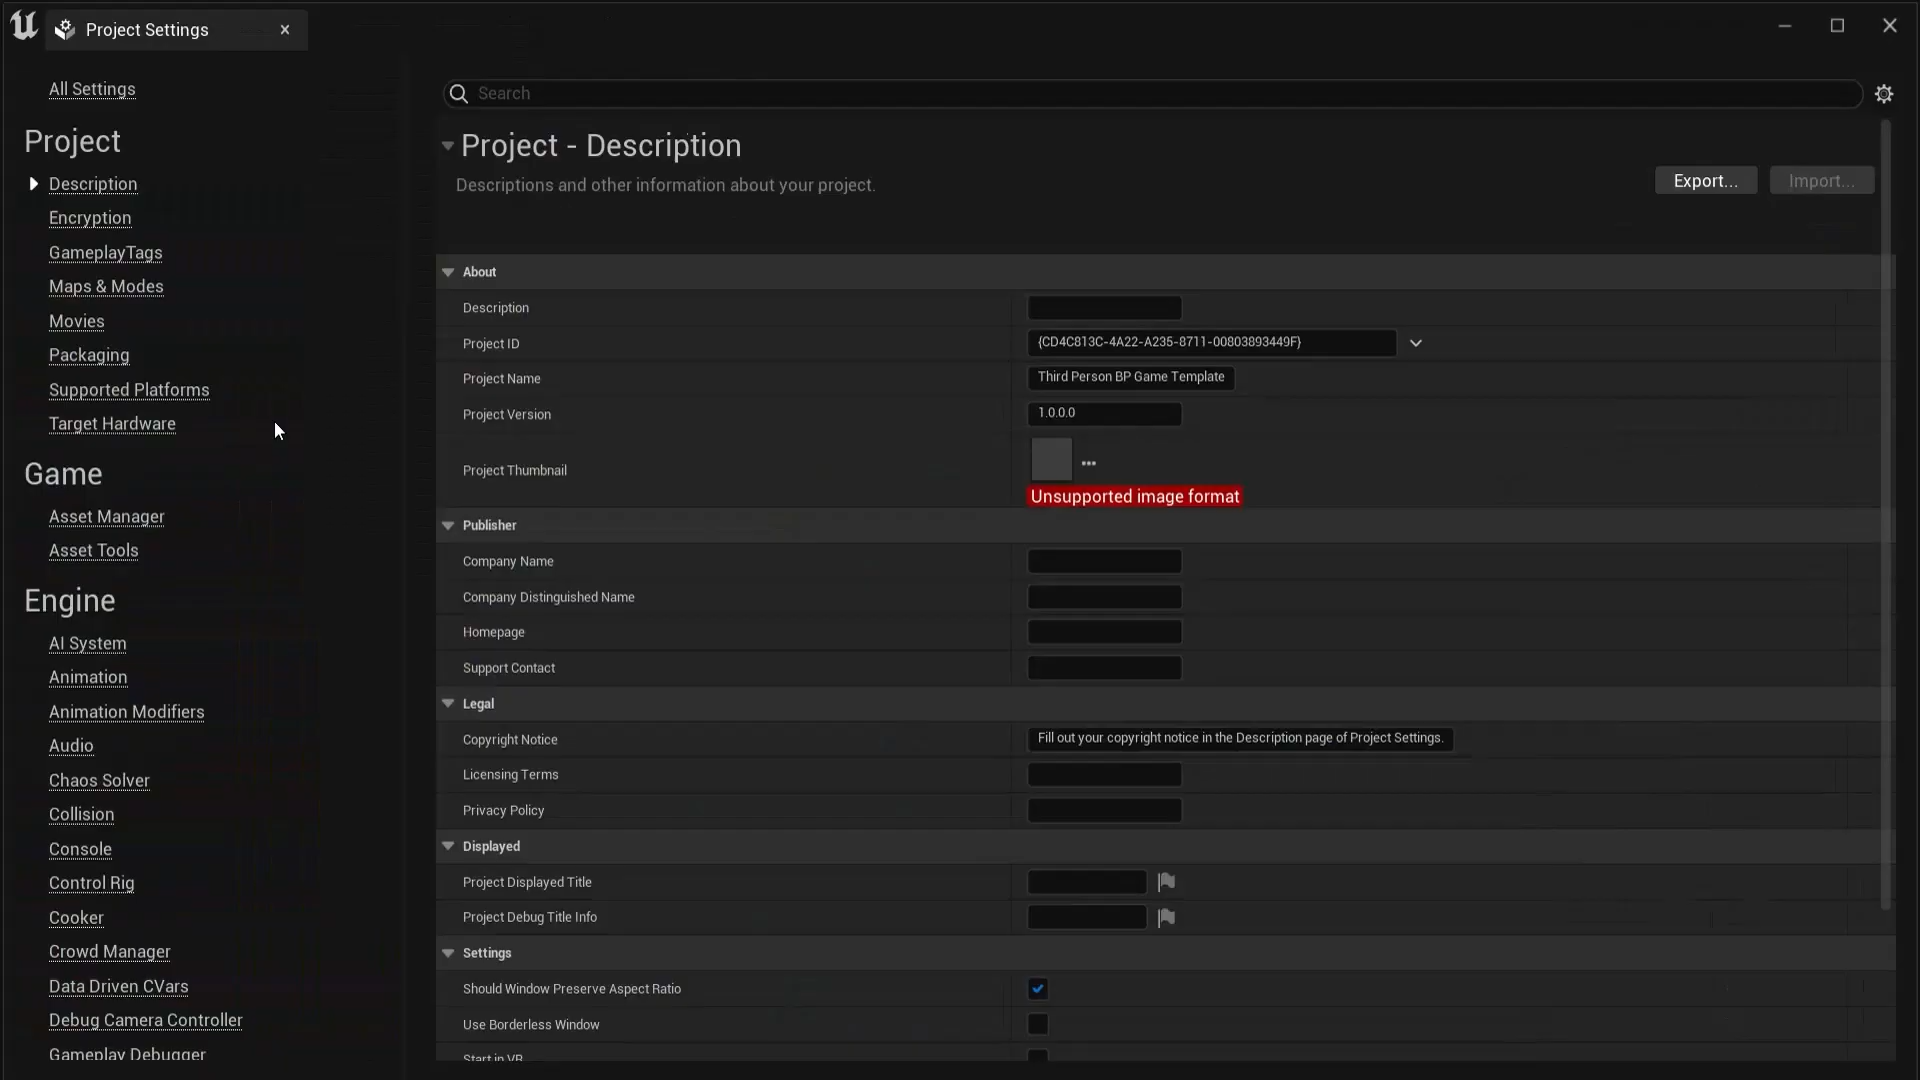 Project Settings
All Settings
Project
Description
Encryption
GameplayTags
Maps & Modes
Movies
Packaging
Supported Platforms
Target Hardware
Game
Asset Manager
Asset Tools
Engine
AI System
Animation
Animation Modifiers
Audio
Chaos Solver
Collision
Console
Control Rig
Cooker
Crowd Manager
Data Driven CVars
Debug Camera Controller
Gameplay Debugger
Search
Project - Description
Descriptions and other information about your project.
Export...
Import...
About
Description
Project ID {CD4C813C-4A22-A235-8711-00803893449F}
Project Name Third Person BP Game Template
Project Version 1.0.0.0
Project Thumbnail
Unsupported image format
Publisher
Company Name
Company Distinguished Name
Homepage
Support Contact
Legal
Copyright Notice Fill out your copyright notice in the Description page of Project Settings.
Licensing Terms
Privacy Policy
Displayed
Project Displayed Title
Project Debug Title Info
Settings
Should Window Preserve Aspect Ratio
Use Borderless Window
Start in VR